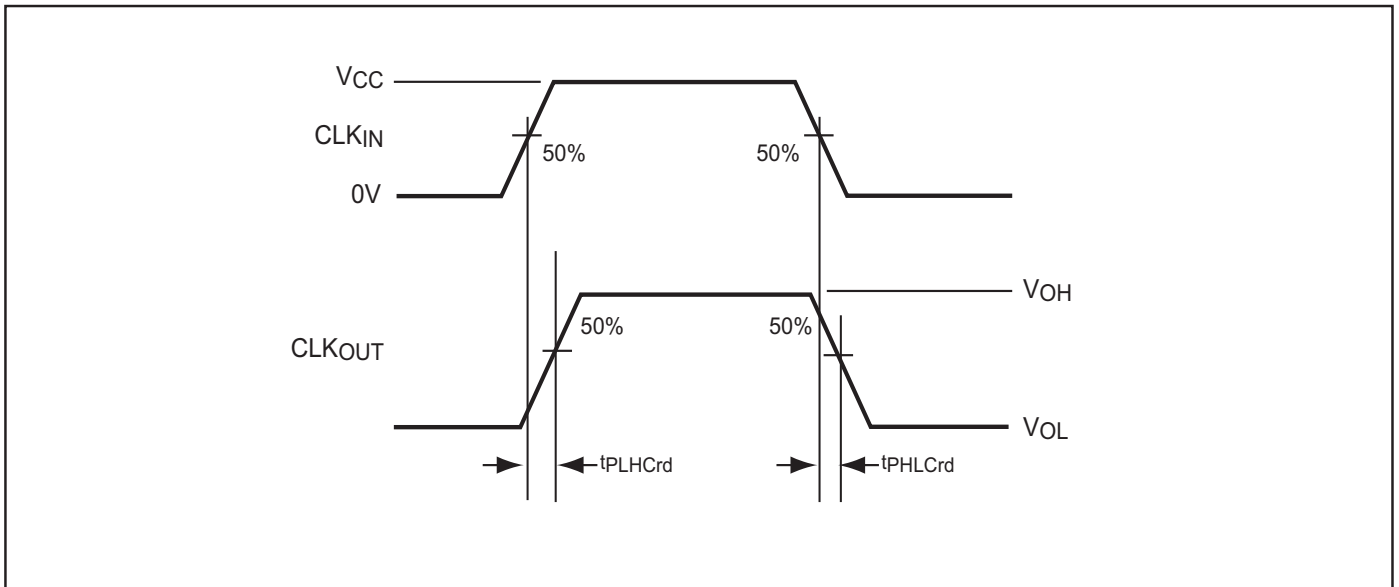 VCC
CLKIN
50%
50%
0V
VOH
50%
50%
CLKOUT
VOL
tPLHCrd
tPHLCrd